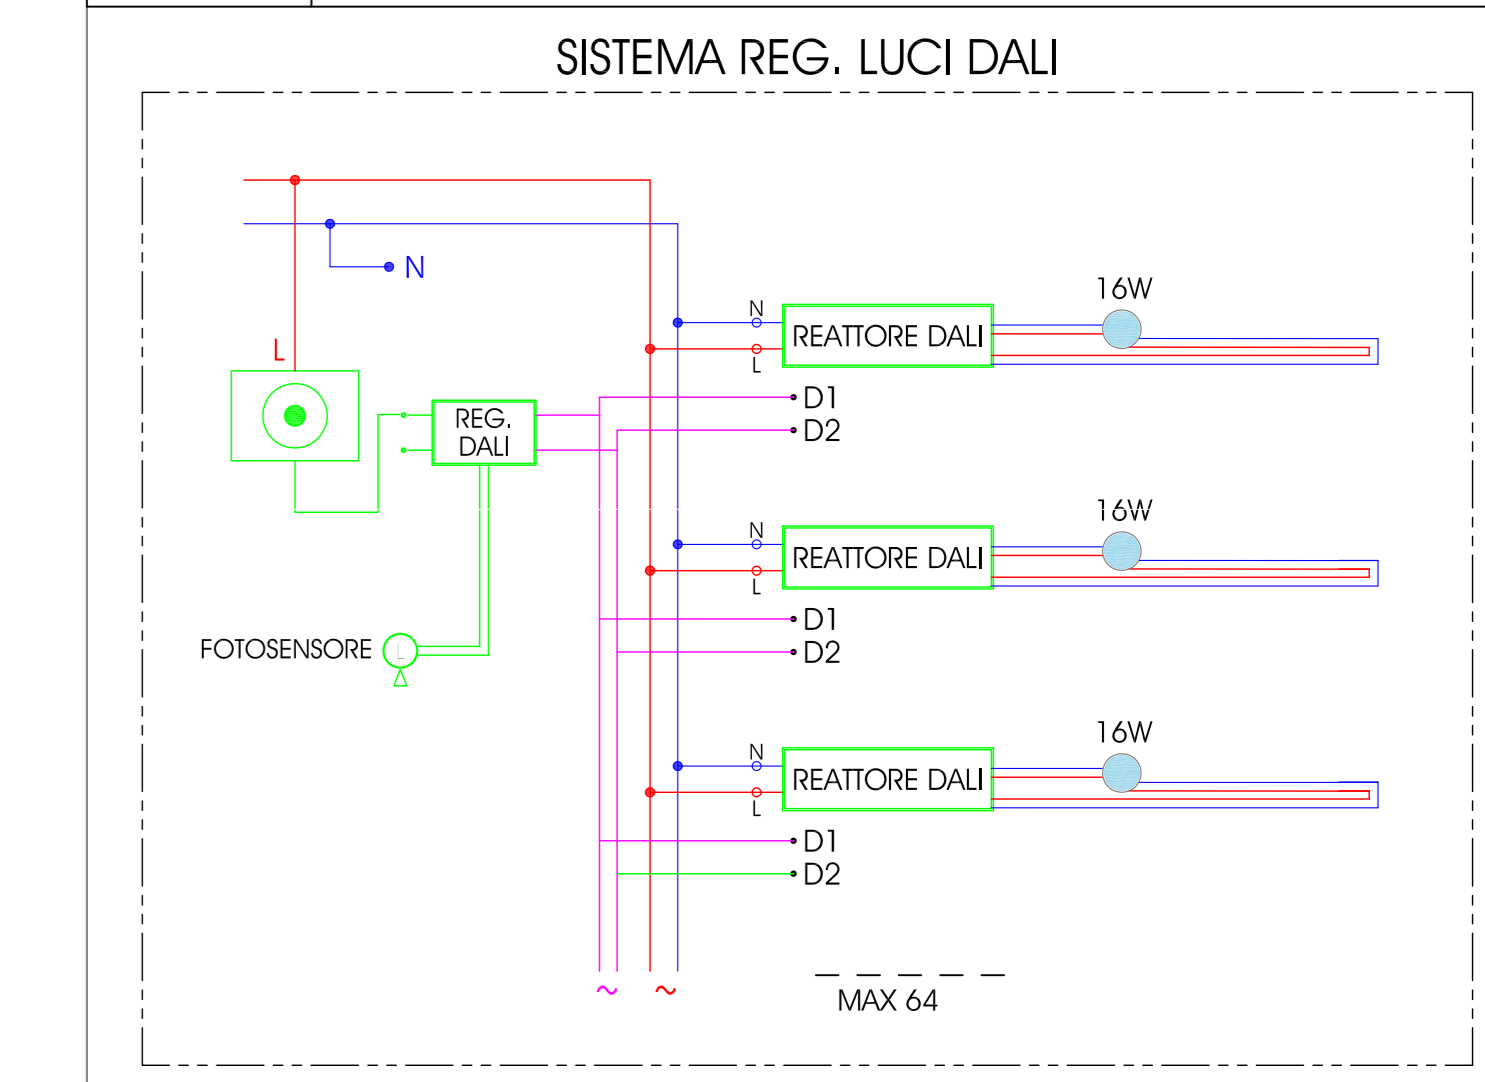 SISTEMA REG. LUCI DALI
N
L
16W
N
REATTORE DALI
L
D1
D2
REG.
DALI
16W
N
REATTORE DALI
L
D1
D2
FOTOSENSORE
L
16W
N
REATTORE DALI
L
D1
D2
~
~
MAX 64